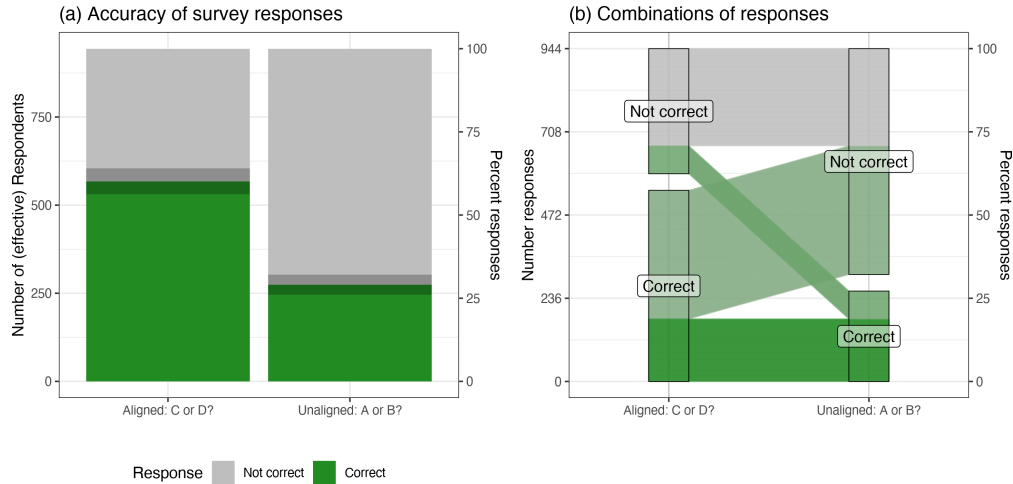 (a) Accuracy of survey responses
Number of (effective) Respondents
750
500
250
0
100
75
50
25
0
Percent responses
Aligned: C or D?
Unaligned: A or B?
Response
Not correct
Correct
(b) Combinations of responses
Number responses
944
708
472
236
0
Not correct
Correct
Not correct
Correct
100
75
50
25
0
Percent responses
Aligned: C or D?
Unaligned: A or B?